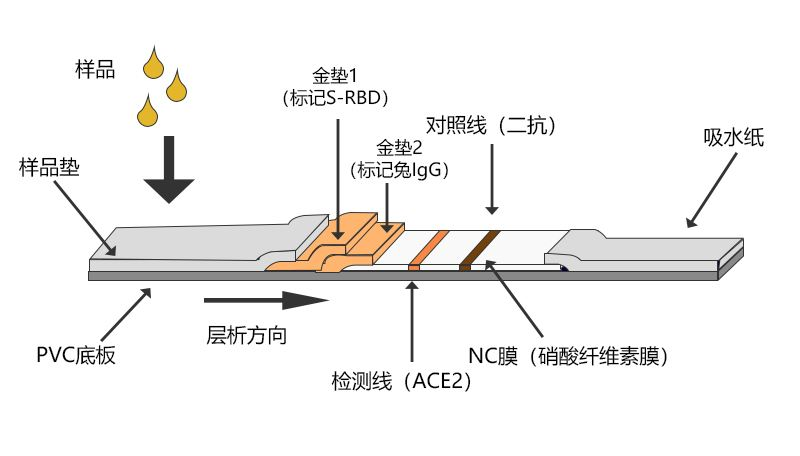 样品
金垫1
（标记S-RBD）
金垫2
（标记兔IgG）
对照线（二抗）
吸水纸
样品垫
层析方向
PVC底板
检测线（ACE2）
NC膜（硝酸纤维素膜）